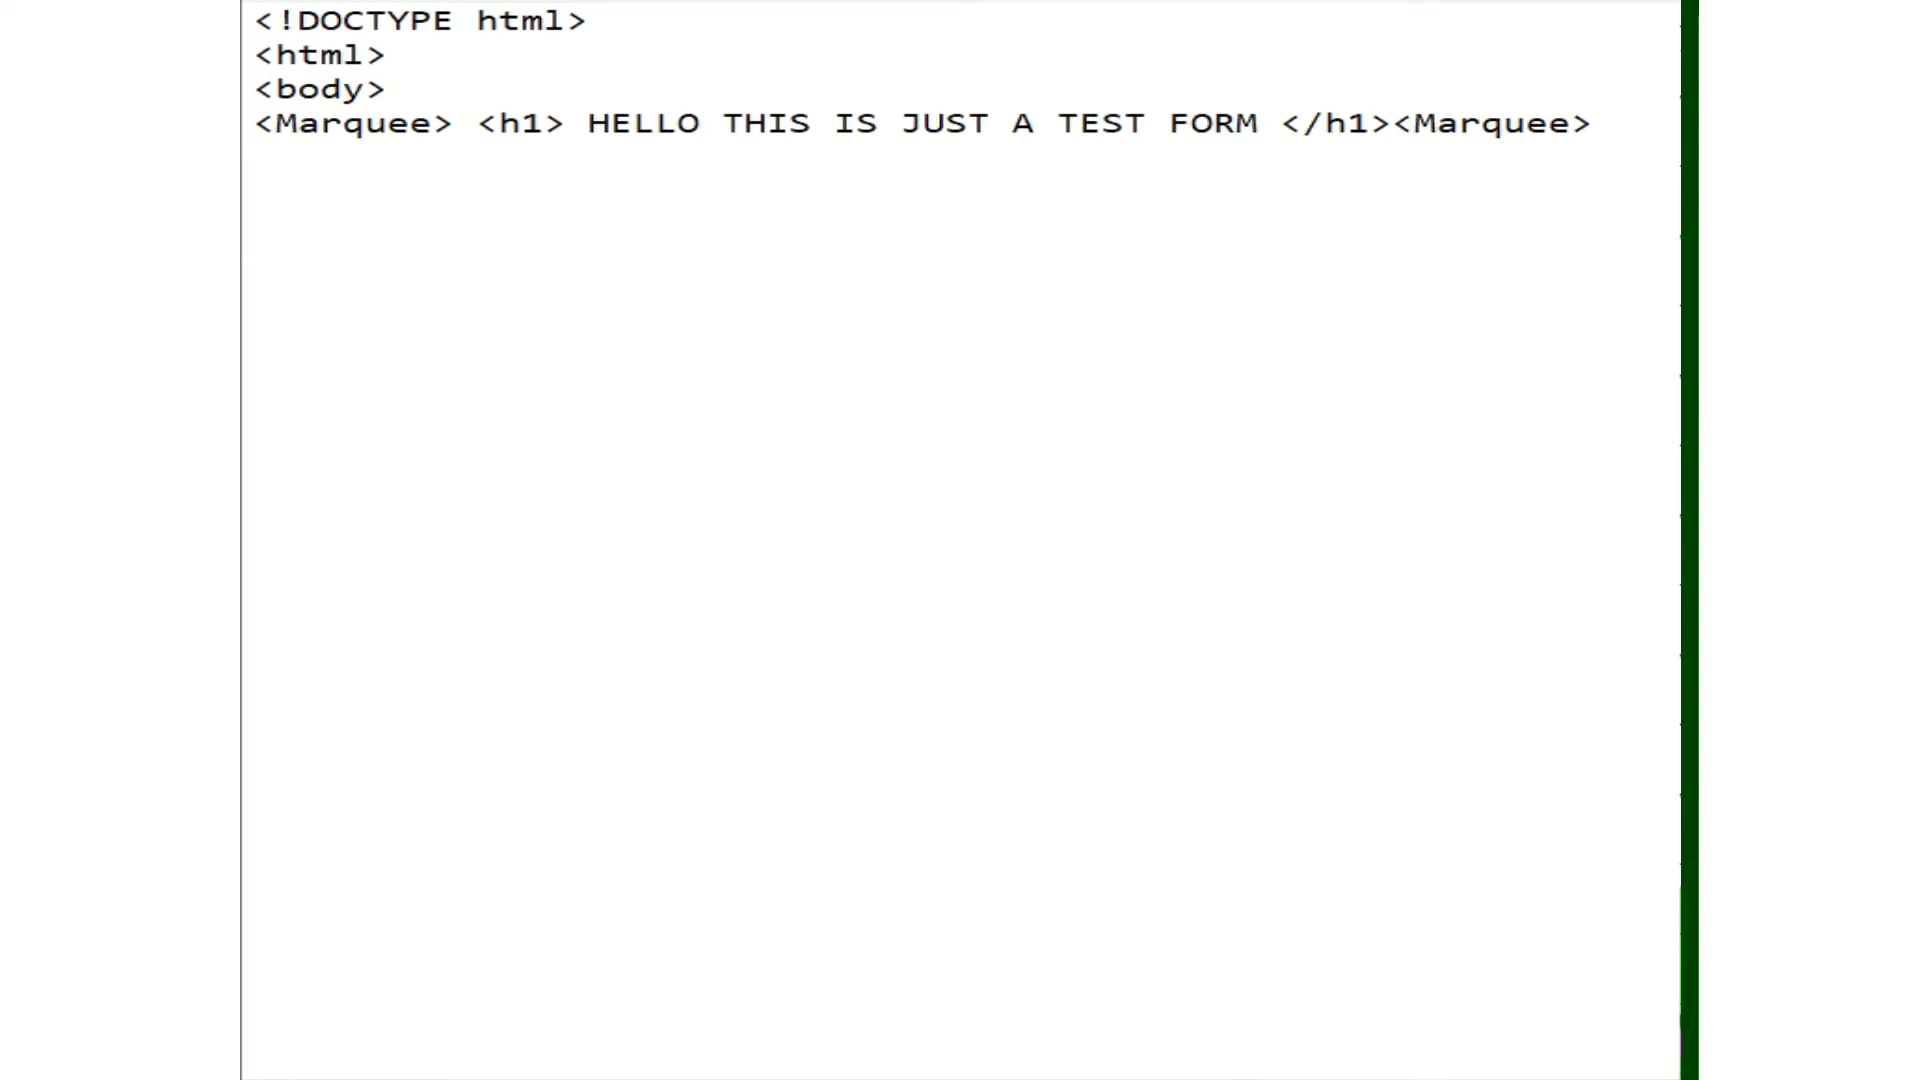 <!DOCTYPE html>
<html>
<body>
<Marquee> <h1> HELLO THIS IS JUST A TEST FORM </h1><Marquee>